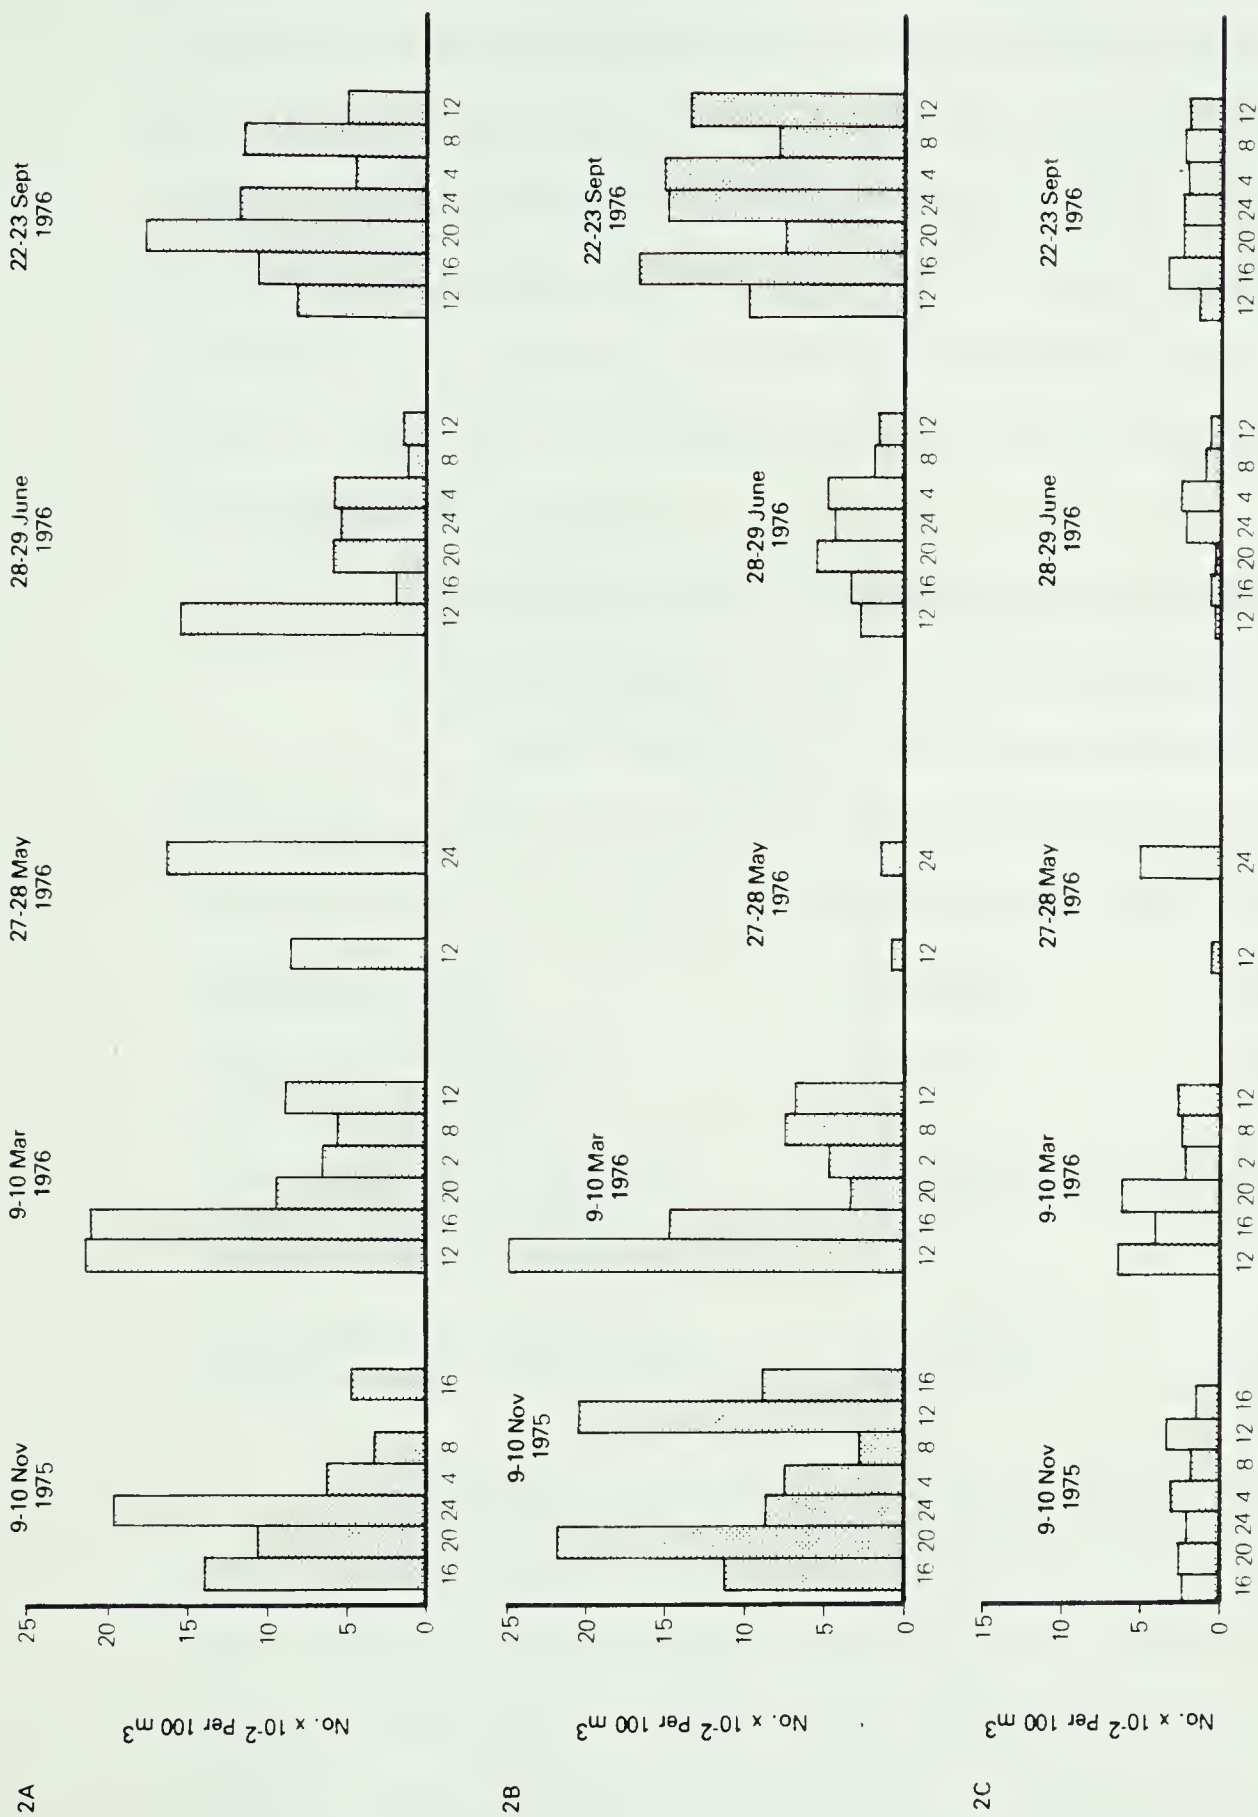 2A
No. x 10⁻² Per 100 m³
25
20
15
10
5
0
9-10 Nov
1975
9-10 Mar
1976
27-28 May
1976
28-29 June
1976
22-23 Sept
1976
16 20 24 4 8 16
12 16 20 2 8 12
12 24
12 16 20 24 4 8 12
12 16 20 24 4 8 12
2B
No. x 10⁻² Per 100 m³
25
20
15
10
5
0
9-10 Nov
1975
9-10 Mar
1976
27-28 May
1976
28-29 June
1976
22-23 Sept
1976
16 20 24 4 8 12 16
12 16 20 2 8 12
12 24
12 16 20 24 4 8 12
12 16 20 24 4 8 12
2C
No. x 10⁻² Per 100 m³
15
10
5
0
9-10 Nov
1975
9-10 Mar
1976
27-28 May
1976
28-29 June
1976
22-23 Sept
1976
16 20 24 4 8 12 16
12 16 20 2 8 12
12 24
12 16 20 24 4 8 12
12 16 20 24 4 8 12